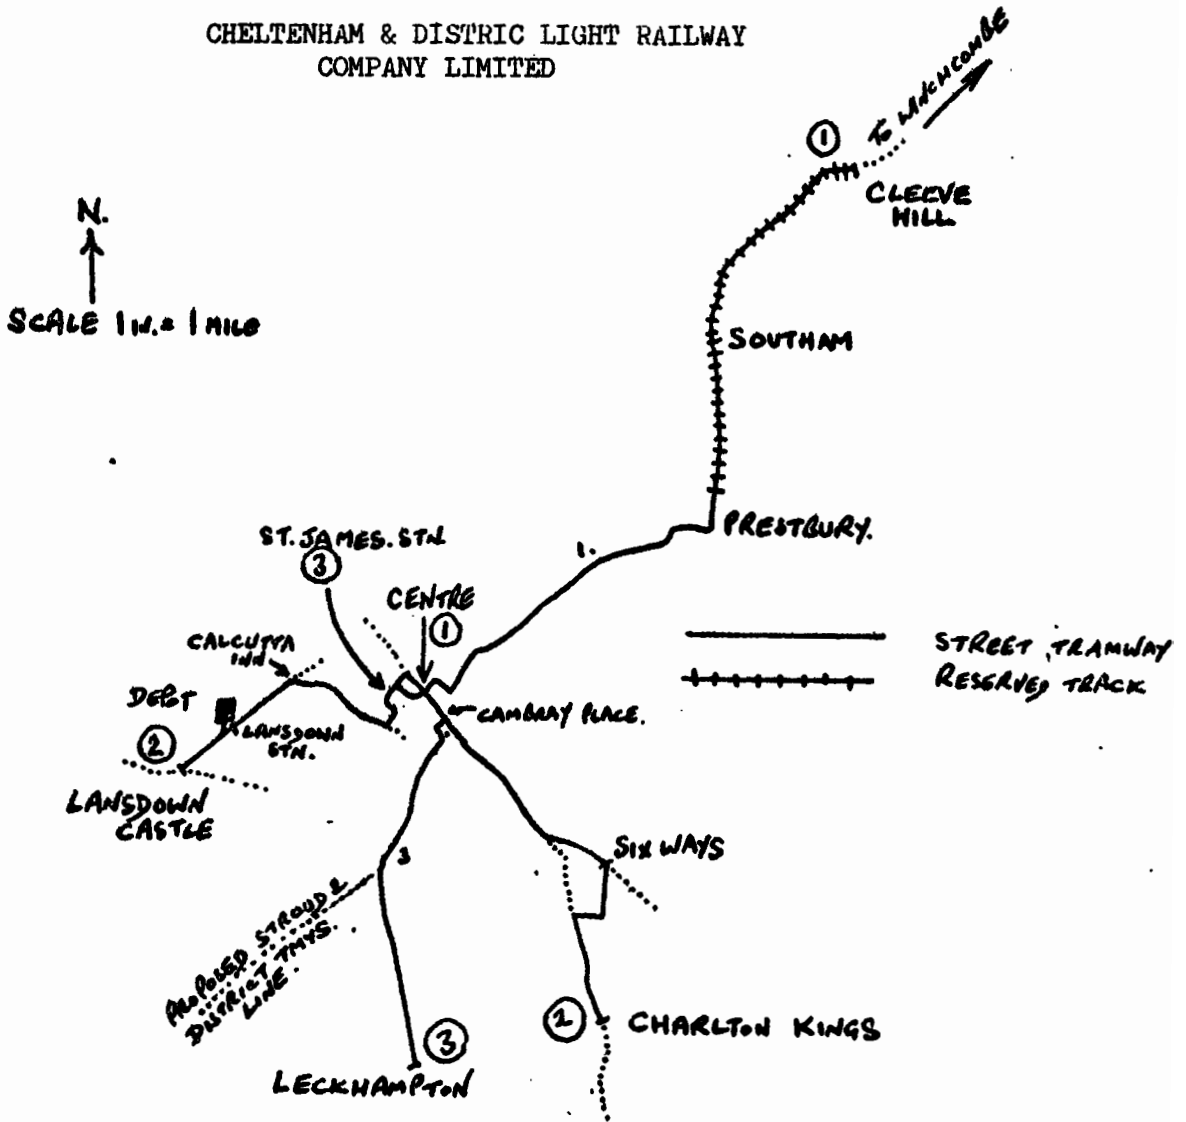 CHELTENHAM & DISTRIC LIGHT RAILWAY
COMPANY LIMITED
TO WINCHCOMBE
1
CLEEVE
HILL.
N.
SCALE 1 IN. = 1 MILE
SOUTHAM
PRESTBURY.
1.
ST. JAMES. STN.
3
CENTRE
1
CALCUTTA
INN
STREET TRAMWAY
RESERVED TRACK
DEPOT
CAMBRAY PLACE.
LANSDOWN
STN.
2
LANSDOWN
CASTLE
SIX WAYS
3
PROPOSED STROUD &
DISTRICT TMYS.
LINE.
2
CHARLTON KINGS
3
LECKHAMPTON